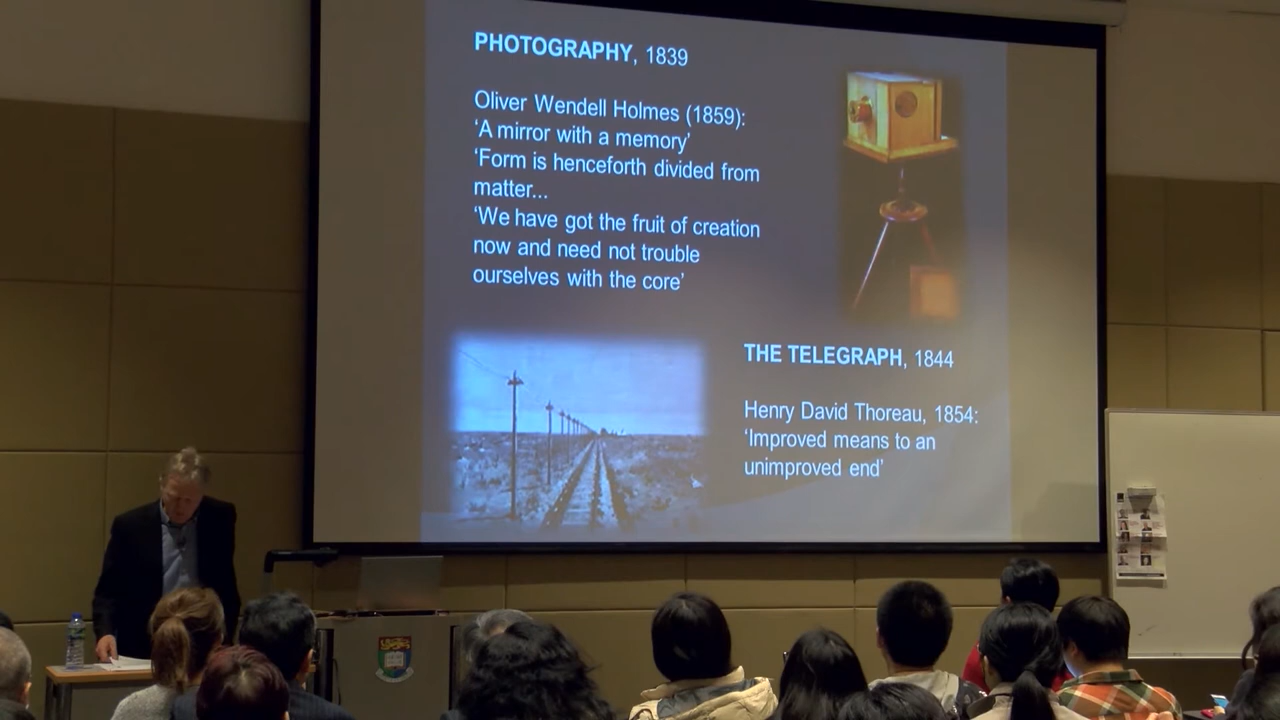 PHOTOGRAPHY, 1839
Oliver Wendell Holmes (1859):
‘A mirror with a memory’
‘Form is henceforth divided from
matter...
‘We have got the fruit of creation
now and need not trouble
ourselves with the core’
THE TELEGRAPH, 1844
Henry David Thoreau, 1854:
‘Improved means to an
unimproved end’